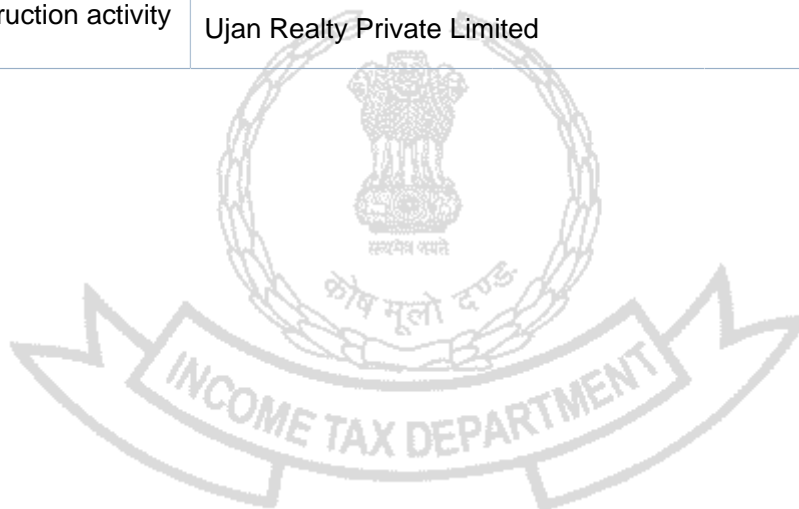 ruction activity
Ujan Realty Private Limited
सत्यमेव जयते
कोष मूलो दण्डः
INCOME TAX DEPARTMENT